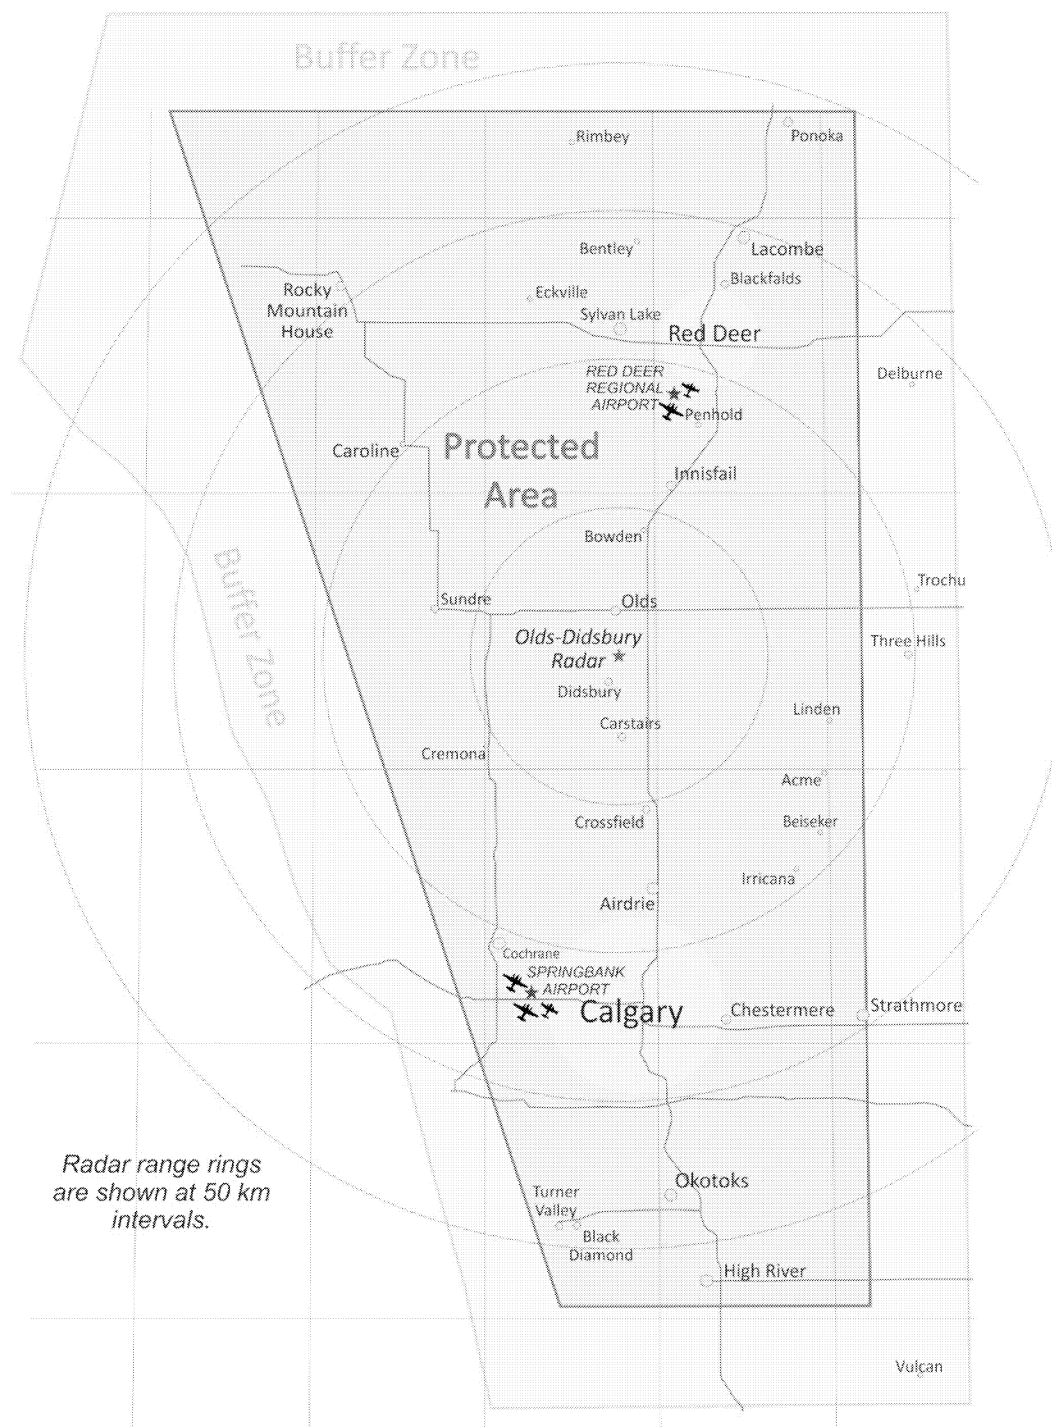 Buffer Zone
Rimbey
Ponoka
Bentley
Lacombe
Blackfalds
Rocky
Mountain
House
Eckville
Sylvan Lake
Red Deer
RED DEER
REGIONAL
AIRPORT
Delburne
Penhold
Caroline
Protected
Area
Innisfail
Bowden
Buffer Zone
Trochu
Sundre
Olds
Olds-Didsbury
Radar
Three Hills
Didsbury
Linden
Carstairs
Cremona
Acme
Crossfield
Beiseker
Irricana
Airdrie
Cochrane
SPRINGBANK
AIRPORT
Calgary
Chestermere
Strathmore
Radar range rings
are shown at 50 km
intervals.
Okotoks
Turner
Valley
Black
Diamond
High River
Vulcan